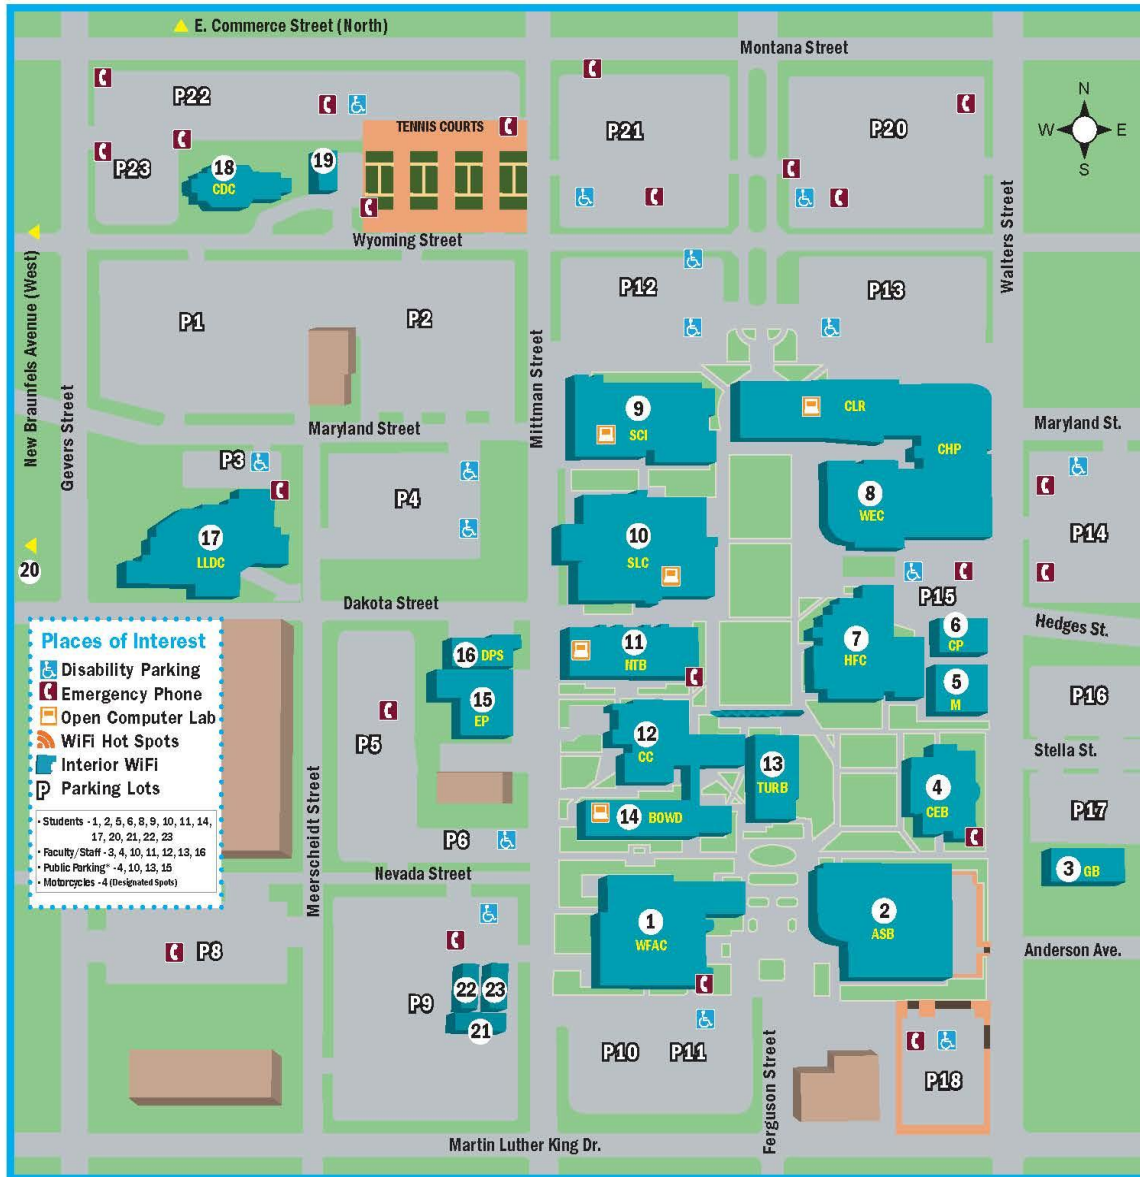 E. Commerce Street (North)
Montana Street
P22
P21
P20
N
W E
S
TENNIS COURTS
P23
18
CDC
19
Wyoming Street
Walters Street
New Braunfels Avenue (West)
P12
P13
P1
P2
Mittman Street
Gevers Street
9
SCI
CLR
Maryland Street
Maryland St.
CHP
P3
P4
8
WEC
17
LLDC
10
SLC
P14
20
P15
Dakota Street
Hedges St.
6
CP
7
HFC
16 DPS
11
NTB
5
M
P16
15
EP
P5
12
CC
Stella St.
13
TURB
4
CEB
P17
14 BOWD
P6
Places of Interest
Disability Parking
Emergency Phone
Open Computer Lab
WiFi Hot Spots
Interior WiFi
P Parking Lots
• Students - 1, 2, 5, 6, 8, 9, 10, 11, 14,
17, 20, 21, 22, 23
• Faculty/Staff - 3, 4, 10, 11, 12, 13, 16
• Public Parking* - 4, 10, 13, 15
• Motorcycles - 4 (Designated Spots)
Meerscheidt Street
Nevada Street
3 GB
1
WFAC
2
ASB
P8
Anderson Ave.
P9
22 23
21
P10 P11
Ferguson Street
P18
Martin Luther King Dr.